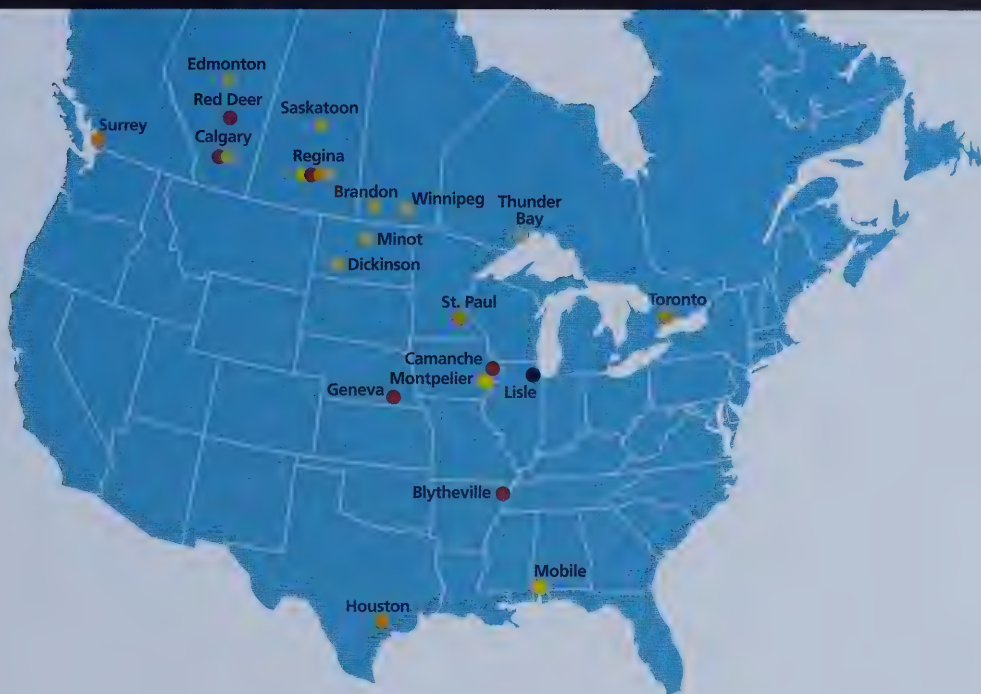 Edmonton
Red Deer
Saskatoon
Surrey
Calgary
Regina
Brandon
Winnipeg
Thunder
Bay
Minot
Dickinson
St. Paul
Toronto
Camanche
Montpelier
Geneva
Lisle
Blytheville
Mobile
Houston